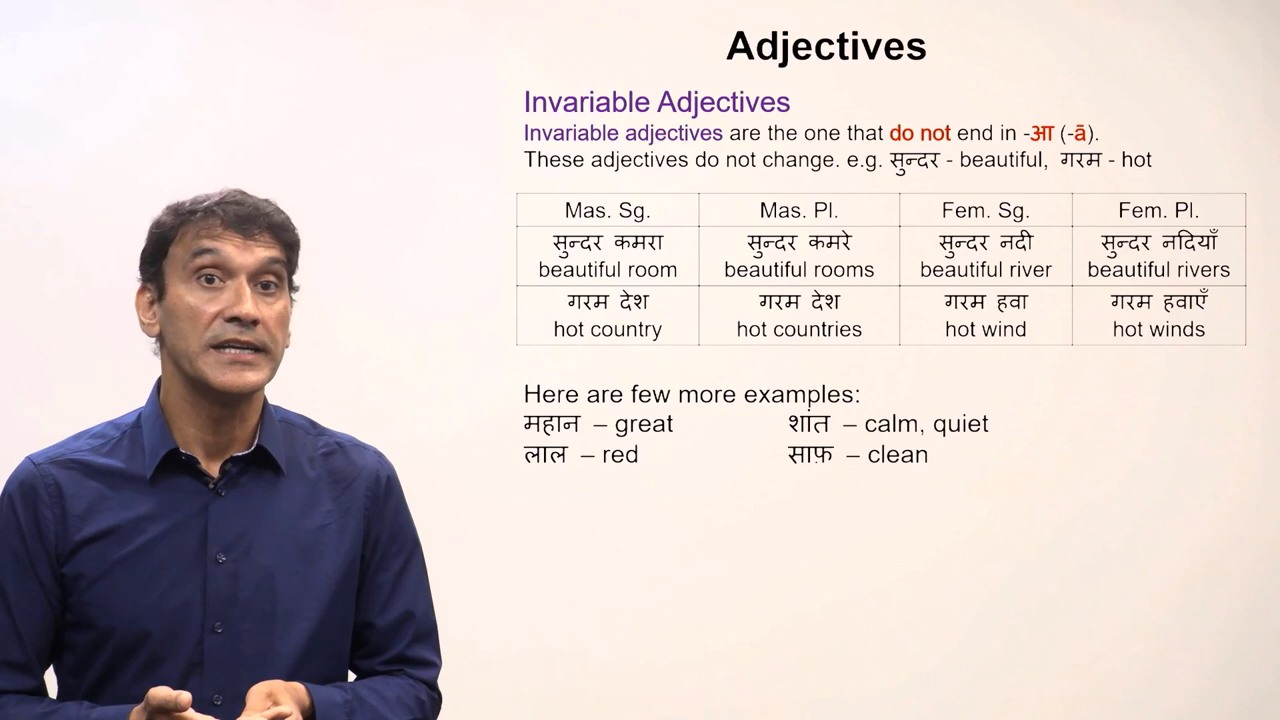 Adjectives
Invariable Adjectives
Invariable adjectives are the one that do not end in -आ (-ā).
These adjectives do not change. e.g. सुन्दर - beautiful, गरम - hot
Mas. Sg. Mas. Pl. Fem. Sg. Fem. Pl.
सुन्दर कमरा सुन्दर कमरे सुन्दर नदी सुन्दर नदियाँ
beautiful room beautiful rooms beautiful river beautiful rivers
गरम देश गरम देश गरम हवा गरम हवाएँ
hot country hot countries hot wind hot winds
Here are few more examples:
महान – great शांत – calm, quiet
लाल – red साफ़ – clean